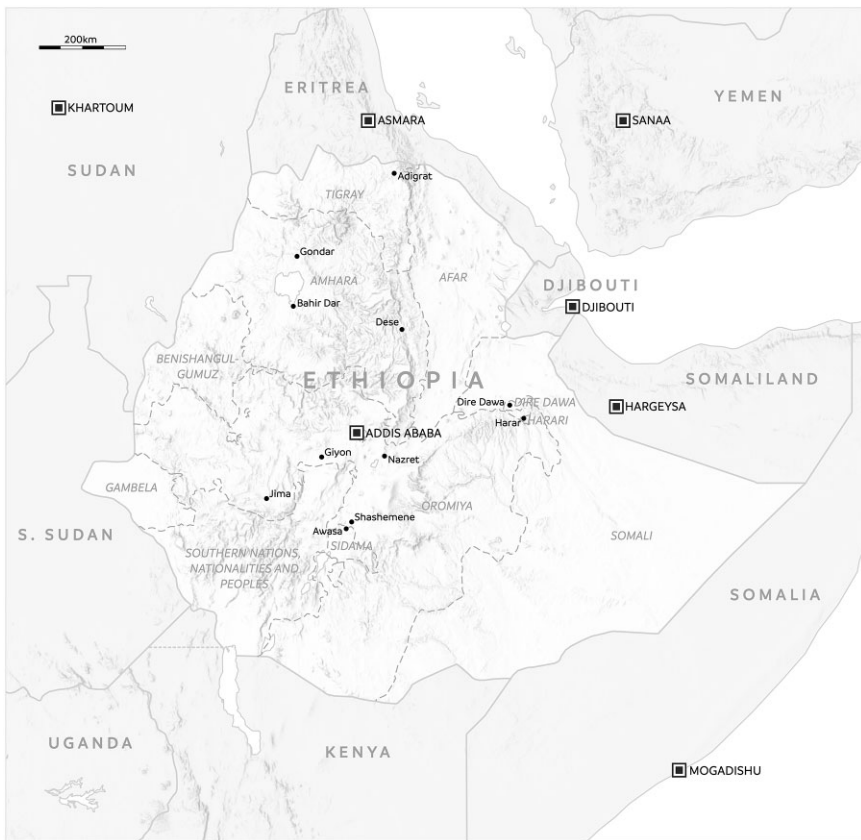 200km
ERITREA
YEMEN
KHARTOUM
ASMARA
SANAA
SUDAN
Adigrat
TIGRAY
Gondar
AMHARA
AFAR
DJIBOUTI
Bahir Dar
DJIBOUTI
Dese
BENISHANGUL-
GUMUZ
ETHIOPIA
SOMALILAND
Dire Dawa
DIRE DAWA
HARGEYSA
Harar
HARARI
ADDIS ABABA
Giyon
Nazret
GAMBELA
Jima
OROMIYA
Shashemene
Awasa
S. SUDAN
SOMALI
SIDAMA
SOUTHERN NATIONS,
NATIONALITIES AND
PEOPLES
SOMALIA
UGANDA
KENYA
MOGADISHU